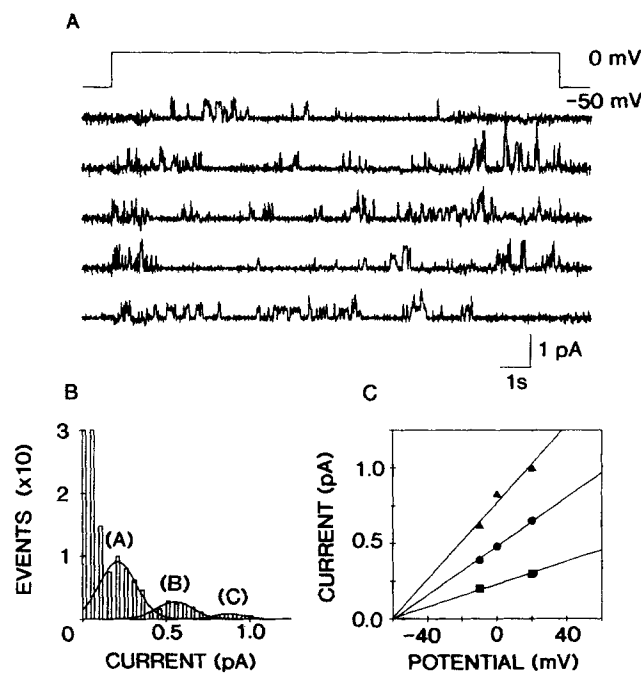 A
0 mV
−50 mV
1 pA
1s
B
C
EVENTS (x10)
3
2
1
0
(A)
(B)
(C)
0.5
1.0
CURRENT (pA)
CURRENT (pA)
1.0
0.5
0.0
−40
0
40
POTENTIAL (mV)